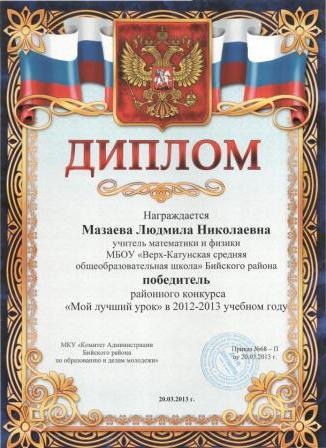 ДИПЛОМ
Награждается
Мазаева Людмила Николаевна
учитель математики и физики
МБОУ «Верх-Катунская средняя
общеобразовательная школа» Бийского района
победитель
районного конкурса
«Мой лучший урок» в 2012-2013 учебном году
МКУ «Комитет Администрации
Бийского района
по образованию и делам молодежи»
Приказ №68 – П
от 20.03.2013 г.
20.03.2013 г.